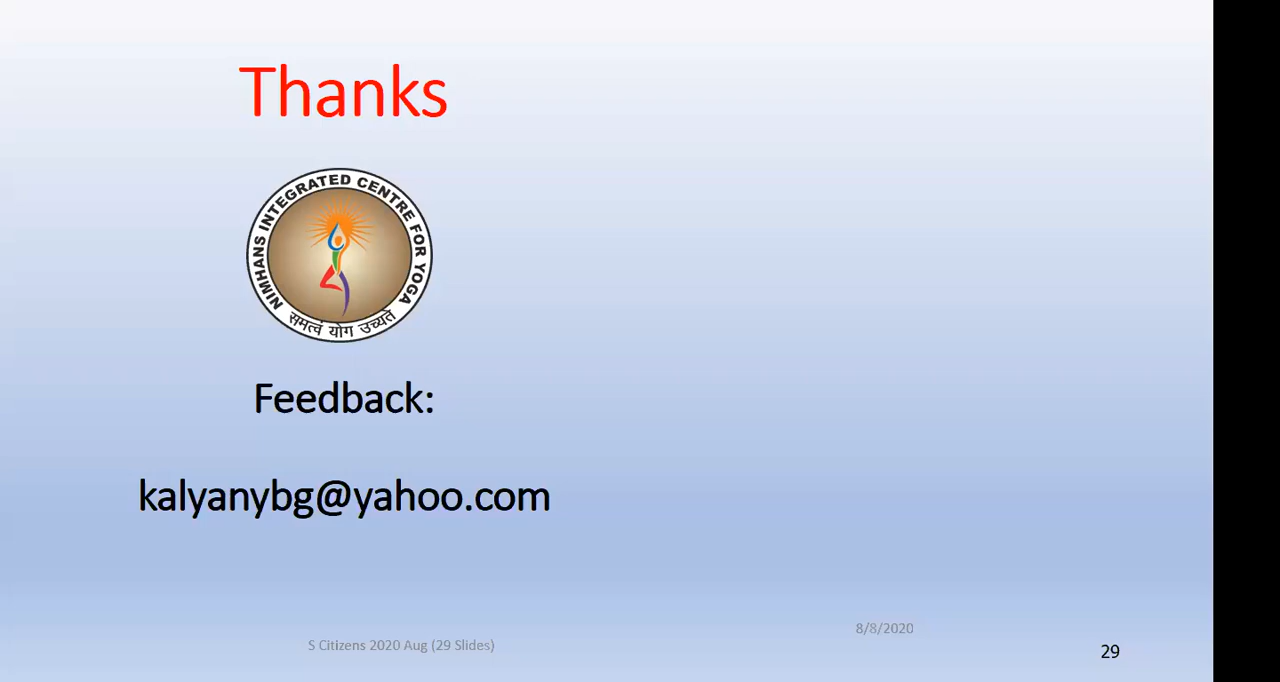 Thanks
NIMHANS INTEGRATED CENTRE FOR YOGA
समत्वं योग उच्यते
Feedback:
kalyanybg@yahoo.com
8/8/2020
S Citizens 2020 Aug (29 Slides)
29